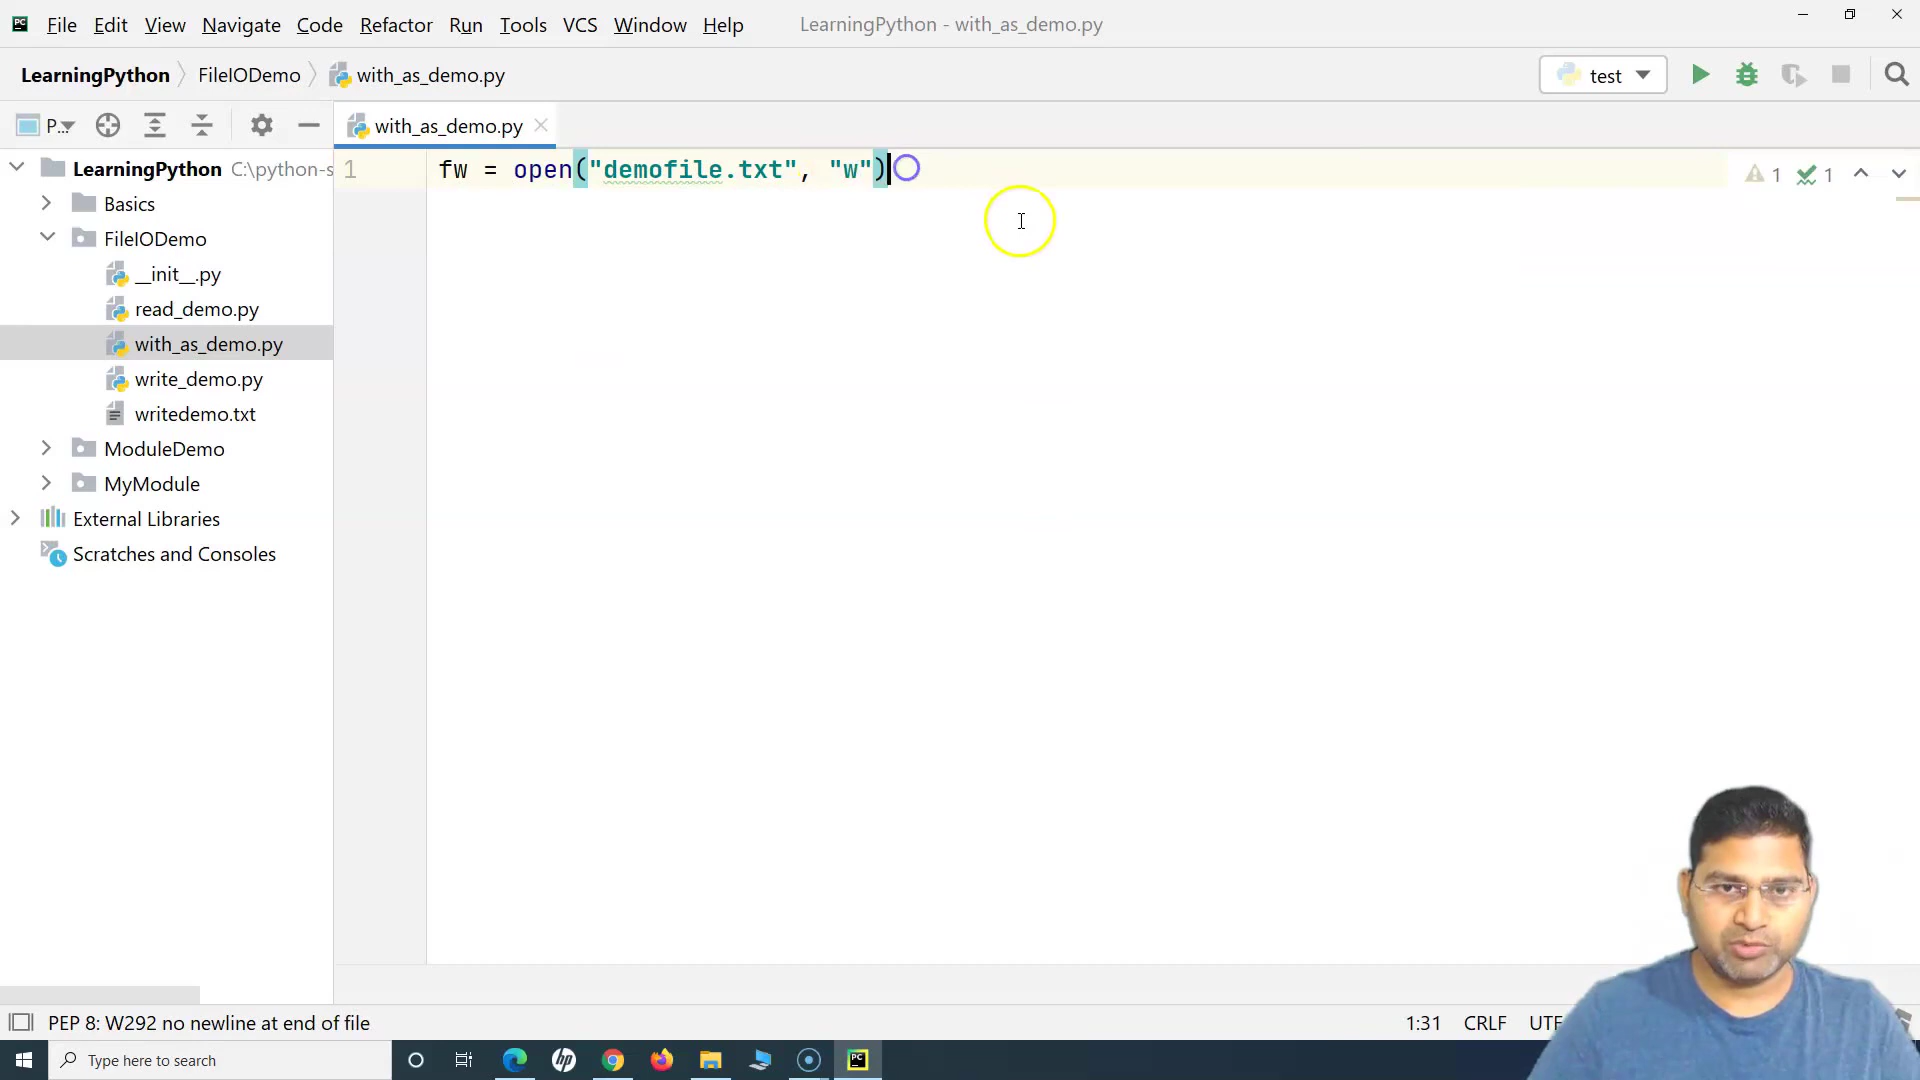 File Edit View Navigate Code Refactor Run Tools VCS Window Help LearningPython - with_as_demo.py
LearningPython FileIODemo with_as_demo.py test
P... with_as_demo.py
LearningPython C:\python-s
1 fw = open("demofile.txt", "w")
1 1
Basics
FileIODemo
__init__.py
read_demo.py
with_as_demo.py
write_demo.py
writedemo.txt
ModuleDemo
MyModule
External Libraries
Scratches and Consoles
PEP 8: W292 no newline at end of file 1:31 CRLF UTF
Type here to search
hp
PC